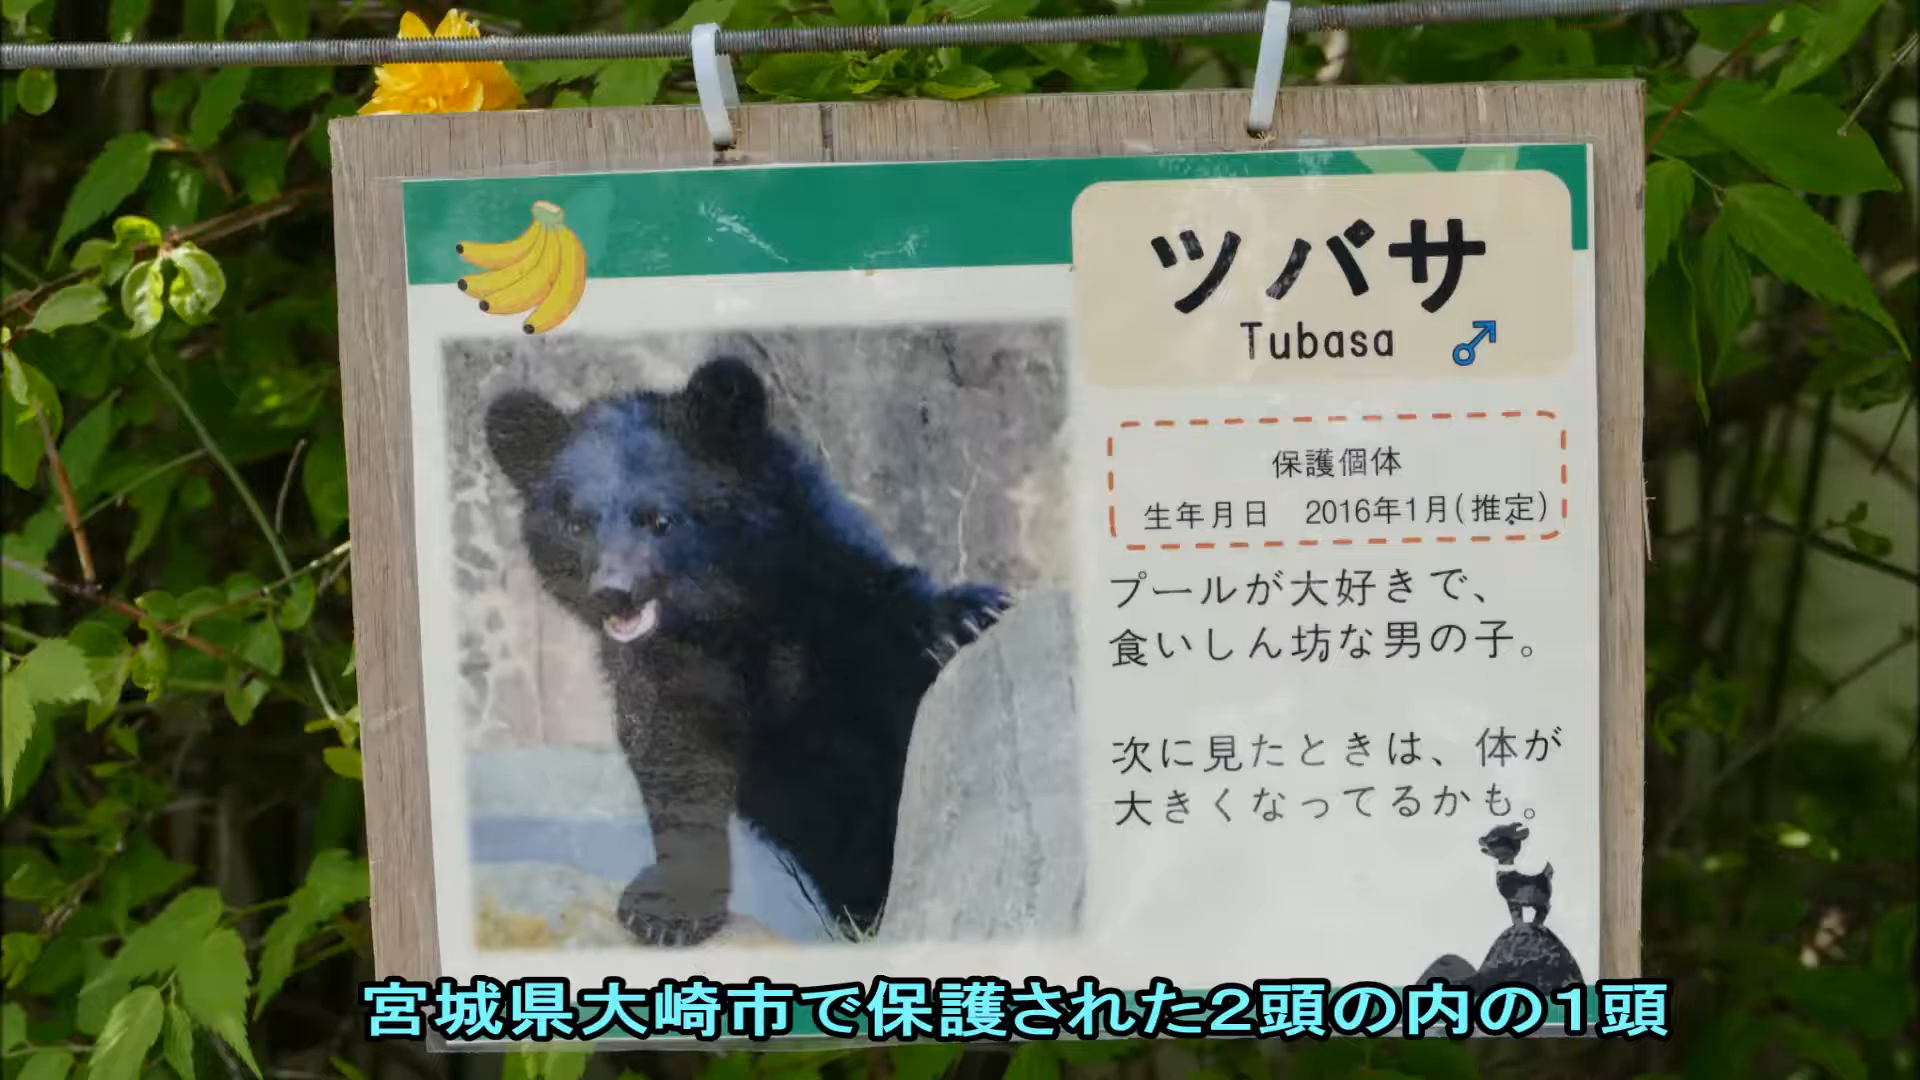 ツバサ
Tubasa ♂
保護個体
生年月日 2016年1月(推定)
プールが大好きで、
食いしん坊な男の子。
次に見たときは、体が
大きくなってるかも。
宮城県大崎市で保護された2頭の内の1頭